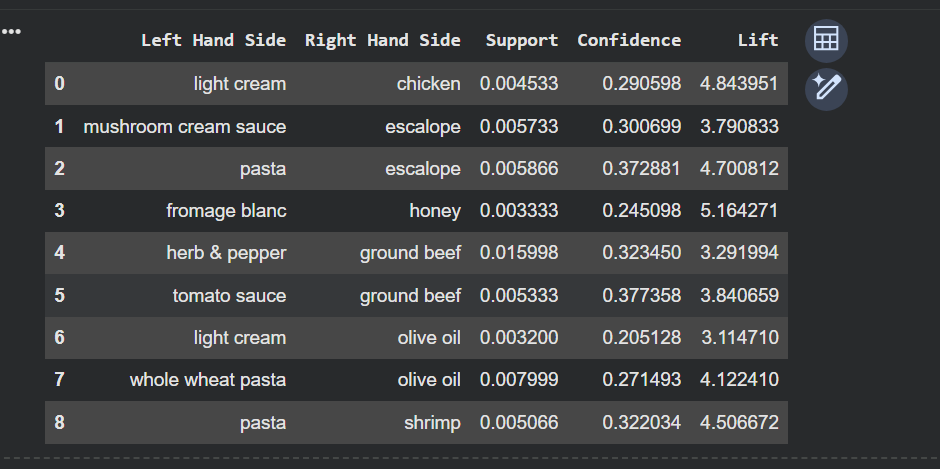 Left Hand Side Right Hand Side Support Confidence Lift
0 light cream chicken 0.004533 0.290598 4.843951
1 mushroom cream sauce escalope 0.005733 0.300699 3.790833
2 pasta escalope 0.005866 0.372881 4.700812
3 fromage blanc honey 0.003333 0.245098 5.164271
4 herb & pepper ground beef 0.015998 0.323450 3.291994
5 tomato sauce ground beef 0.005333 0.377358 3.840659
6 light cream olive oil 0.003200 0.205128 3.114710
7 whole wheat pasta olive oil 0.007999 0.271493 4.122410
8 pasta shrimp 0.005066 0.322034 4.506672